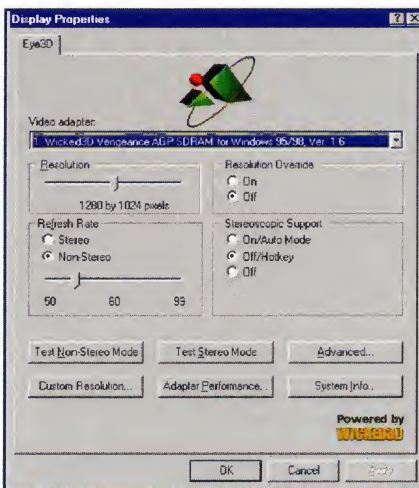 Display Properties
Eye3D
Video adapter:
1. Wicked3D Vengeance AGP SDRAM for Windows 95/98, Ver. 1.6
Resolution
1280 by 1024 pixels
Resolution Override
On
Off
Refresh Rate
Stereo
Non-Stereo
50 60 99
Stereoscopic Support
On/Auto Mode
Off/Hotkey
Off
Test Non-Stereo Mode
Test Stereo Mode
Advanced...
Custom Resolution...
Adapter Performance...
System Info..
Powered by
WICKED3D
OK
Cancel
Apply